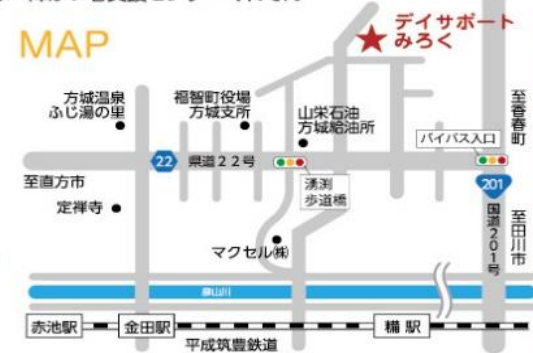 MAP
デイサポート
みろく
方城温泉
ふじ湯の里
福智町役場
方城支所
山栄石油
方城給油所
至香春町
バイパス入口
22
県道22号
至直方市
湧渕
歩道橋
201
国道201号
至田川市
定禅寺
マクセル㈱
赤池駅
金田駅
糒駅
平成筑豊鉄道